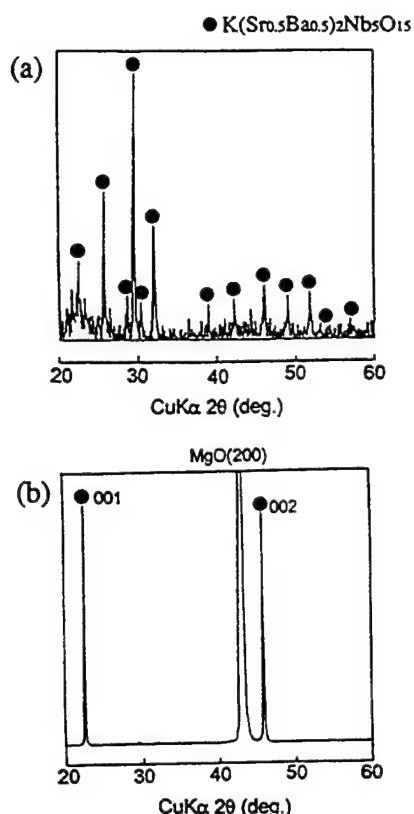 ● K(Sr0.5Ba0.5)2Nb5O15
(a)
20 30 40 50 60
CuKα 2θ (deg.)
MgO(200)
(b)
001
002
20 30 40 50 60
CuKα 2θ (deg.)